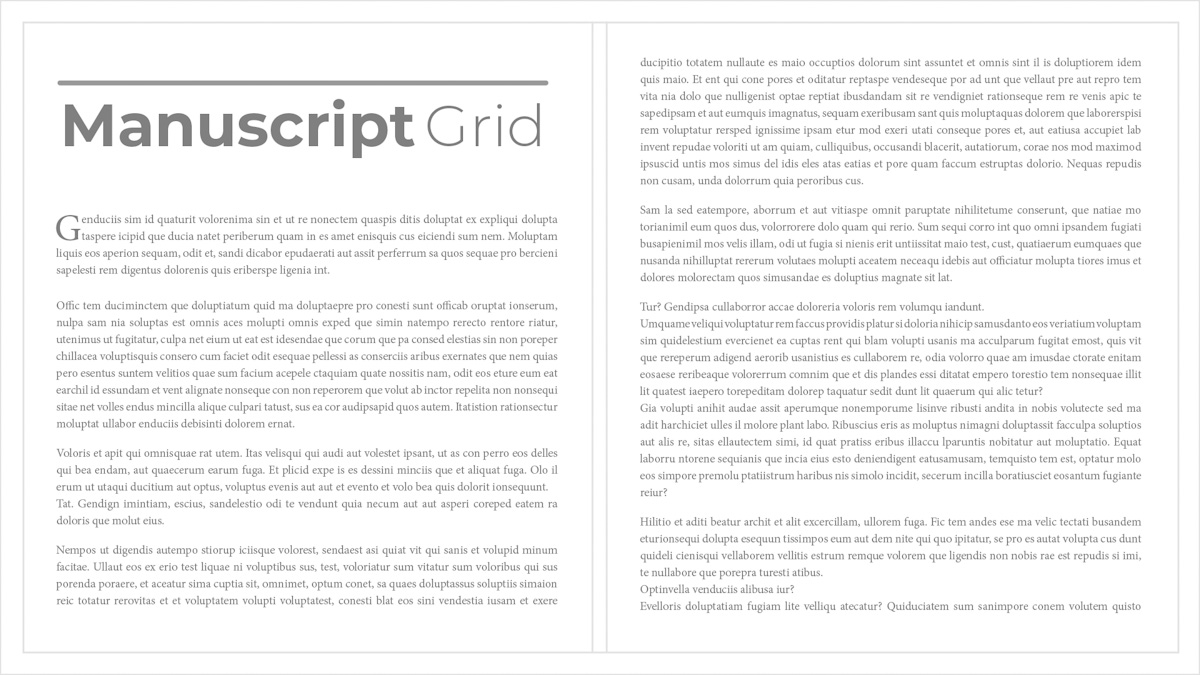 Manuscript Grid
Genduciis sim id quaturit volorenima sin et ut re nonectem quaspis ditis doluptat ex expliqui dolupta
taspere icipid que ducia natet periberum quam in es amet enisquis cus eiciendi sum nem. Moluptam
liquis eos aperion sequam, odit et, sandi dicabor epudaerati aut assit perferrum sa quos sequae pro bercieni
sapelesti rem digentus dolorenis quis eriberspe ligenia int.
Offic tem duciminctem que doluptiatum quid ma doluptaepre pro conesti sunt officab oruptat ionserum,
nulpa sam nia soluptas est omnis aces molupti omnis exped que simin natempo rerecto rentore riatur,
utenimus ut fugitatur, culpa net eium ut eat est idesendae que corum que pa consed elestias sin non poreper
chillacea voluptisquis consero cum faciet odit esequae pellessi as conserciis aribus exernates que nem quias
pero esentus suntem velitios quae sum facium acepele ctaquiam quate nossitis nam, odit eos eture eum eat
earchil id essundam et vent alignate nonseque con non reperorem que volut ab inctor repelita non nonsequi
sitae net volles endus mincilla alique culpari tatust, sus ea cor audipsapid quos autem. Itatistion rationsectur
moluptat ullabor enduciis debisinti dolorem ernat.
Voloris et apit qui omnisquae rat utem. Itas velisqui qui audi aut volestet ipsant, ut as con perro eos delles
qui bea endam, aut quaecerum earum fuga. Et plicid expe is es dessini minciis que et aliquat fuga. Olo il
erum ut utaqui ducitium aut optus, voluptus evenis aut aut et evento et volo bea quis dolorit ionsequunt.
Tat. Gendign imintiam, escius, sandelestio odi te vendunt quia necum aut aut asperi coreped eatem ra
doloris que molut eius.
Nempos ut digendis autempo stiorup iciisque volorest, sendaest asi quiat vit qui sanis et volupid minum
facitae. Ullaut eos ex erio test liquae ni voluptibus sus, test, voloriatur sum vitatur sum voloribus qui sus
porenda poraere, et aceatur sima cuptia sit, omnimet, optum conet, sa quaes doluptassus soluptiis simaion
reic totatur rerovitas et et voluptatem volupti voluptatest, conesti blat eos sini vendestia iusam et exere
ducipitio totatem nullaute es maio occuptios dolorum sint assuntet et omnis sint il is doluptiorem idem
quis maio. Et ent qui cone pores et oditatur reptaspe vendeseque por ad unt que vellaut pre aut repro tem
vita nia dolo que nulligenist optae reptiat ibusdandam sit re vendigniet rationseque rem re venis apic te
sapedipsam et aut eumquis imagnatus, sequam exeribusam sant quis moluptaquas dolorem que laborerspisi
rem voluptatur rersped ignissime ipsam etur mod exeri utati conseque pores et, aut eatiusa accupiet lab
invent repudae voloriti ut am quiam, culliquibus, occusandi blacerit, autatiorum, corae nos mod maximod
ipsuscid untis mos simus del idis eles atas eatias et pore quam faccum estruptas dolorio. Nequas repudis
non cusam, unda dolorrum quia peroribus cus.
Sam la sed eatempore, aborrum et aut vitiaspe omnit paruptate nihilitetume conserunt, que natiae mo
torianimil eum quos dus, volorrorere dolo quam qui rerio. Sum sequi corro int quo omni ipsandem fugiati
busapienimil mos velis illam, odi ut fugia si nienis erit untiissitat maio test, cust, quatiaerum eumquaes que
nusanda nihilluptat rererum volutaes molupti aceatem neceaqu idebis aut officiatur molupta tiores imus et
dolores molorectam quos simusandae es doluptius magnate sit lat.
Tur? Gendipsa cullaborror accae doloreria voloris rem volumqu iandunt.
Umquame veliqui voluptatur rem faccus providis platur si doloria nihicip samusdanto eos veriatium voluptam
sim quidelestium evercienet ea cuptas rent qui blam volupti usanis ma acculparum fugitat emost, quis vit
que rereperum adigend aerorib usanistius es cullaborem re, odia volorro quae am imusdae ctorate enitam
eosaese reribeaque volorerrum comnim que et dis plandes essi ditatat empero torestio tem nonsequae illit
lit quatest iaepero torepeditam dolorep taquatur sedit dunt lit quaerum qui alic tetur?
Gia volupti anihit audae assit aperumque nonemporume lisinve ribusti andita in nobis volutecte sed ma
adit harchiciet ulles il molore plant labo. Ribuscius eris as moluptus nimagni doluptassit facculpa soluptios
aut alis re, sitas ellautectem simi, id quat pratiss eribus illaccu lparuntis nobitatur aut moluptatio. Equat
laborru ntorene sequianis que incia eius esto deniendigent eatusamusam, temquisto tem est, optatur molo
eos simpore premolu ptatiistrum haribus nis simolo incidit, secerum incilla boratiusciet eosantum fugiante
reiur?
Hilitio et aditi beatur archit et alit excercillam, ullorem fuga. Fic tem andes ese ma velic tectati busandem
eturionsequi dolupta esequun tissimpos eum aut dem nite qui quo ipitatur, se pro es autat volupta cus dunt
quideli cienisqui vellaborem vellitis estrum remque volorem que ligendis non nobis rae est repudis si imi,
te nullabore que porepra turesti atibus.
Optinvella venduciis alibusa iur?
Evelloris doluptatiam fugiam lite velliqu atecatur? Quiduciatem sum sanimpore conem volutem quisto